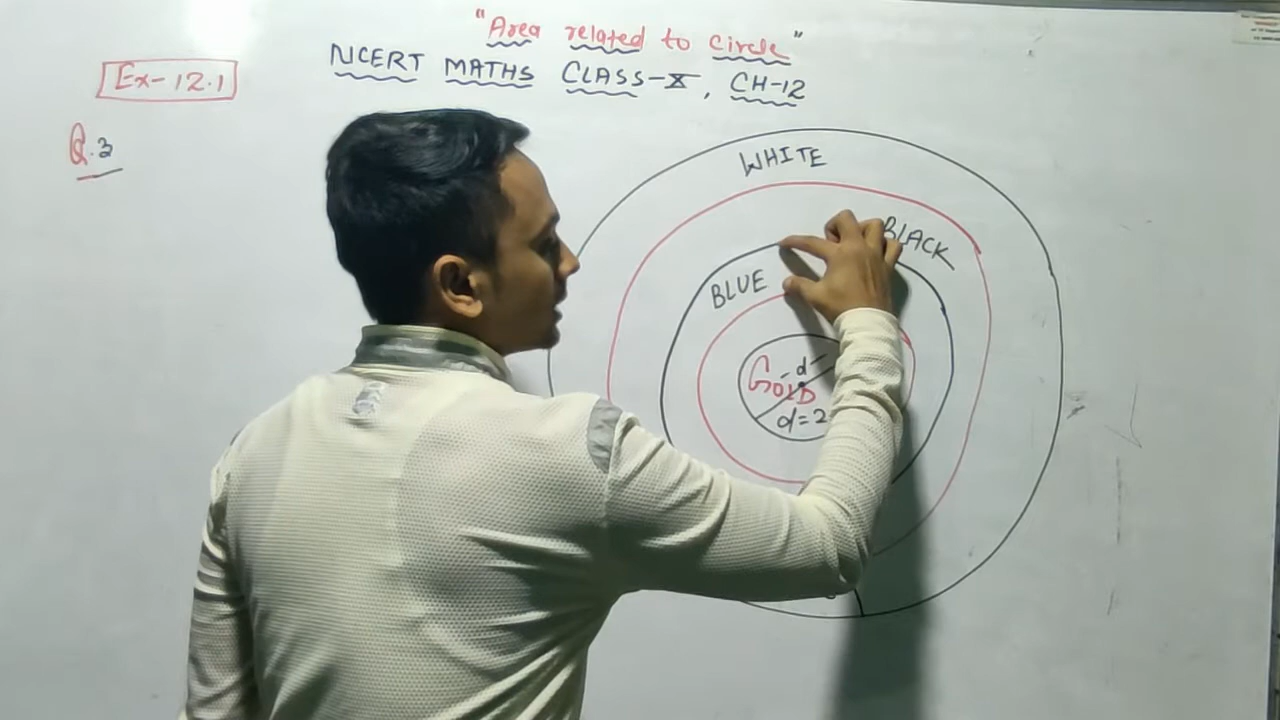 "Area related to Circle"
NCERT MATHS CLASS-X, CH-12
Ex-12.1
Q.3
WHITE
BLACK
BLUE
-d-
GOLD
d=2